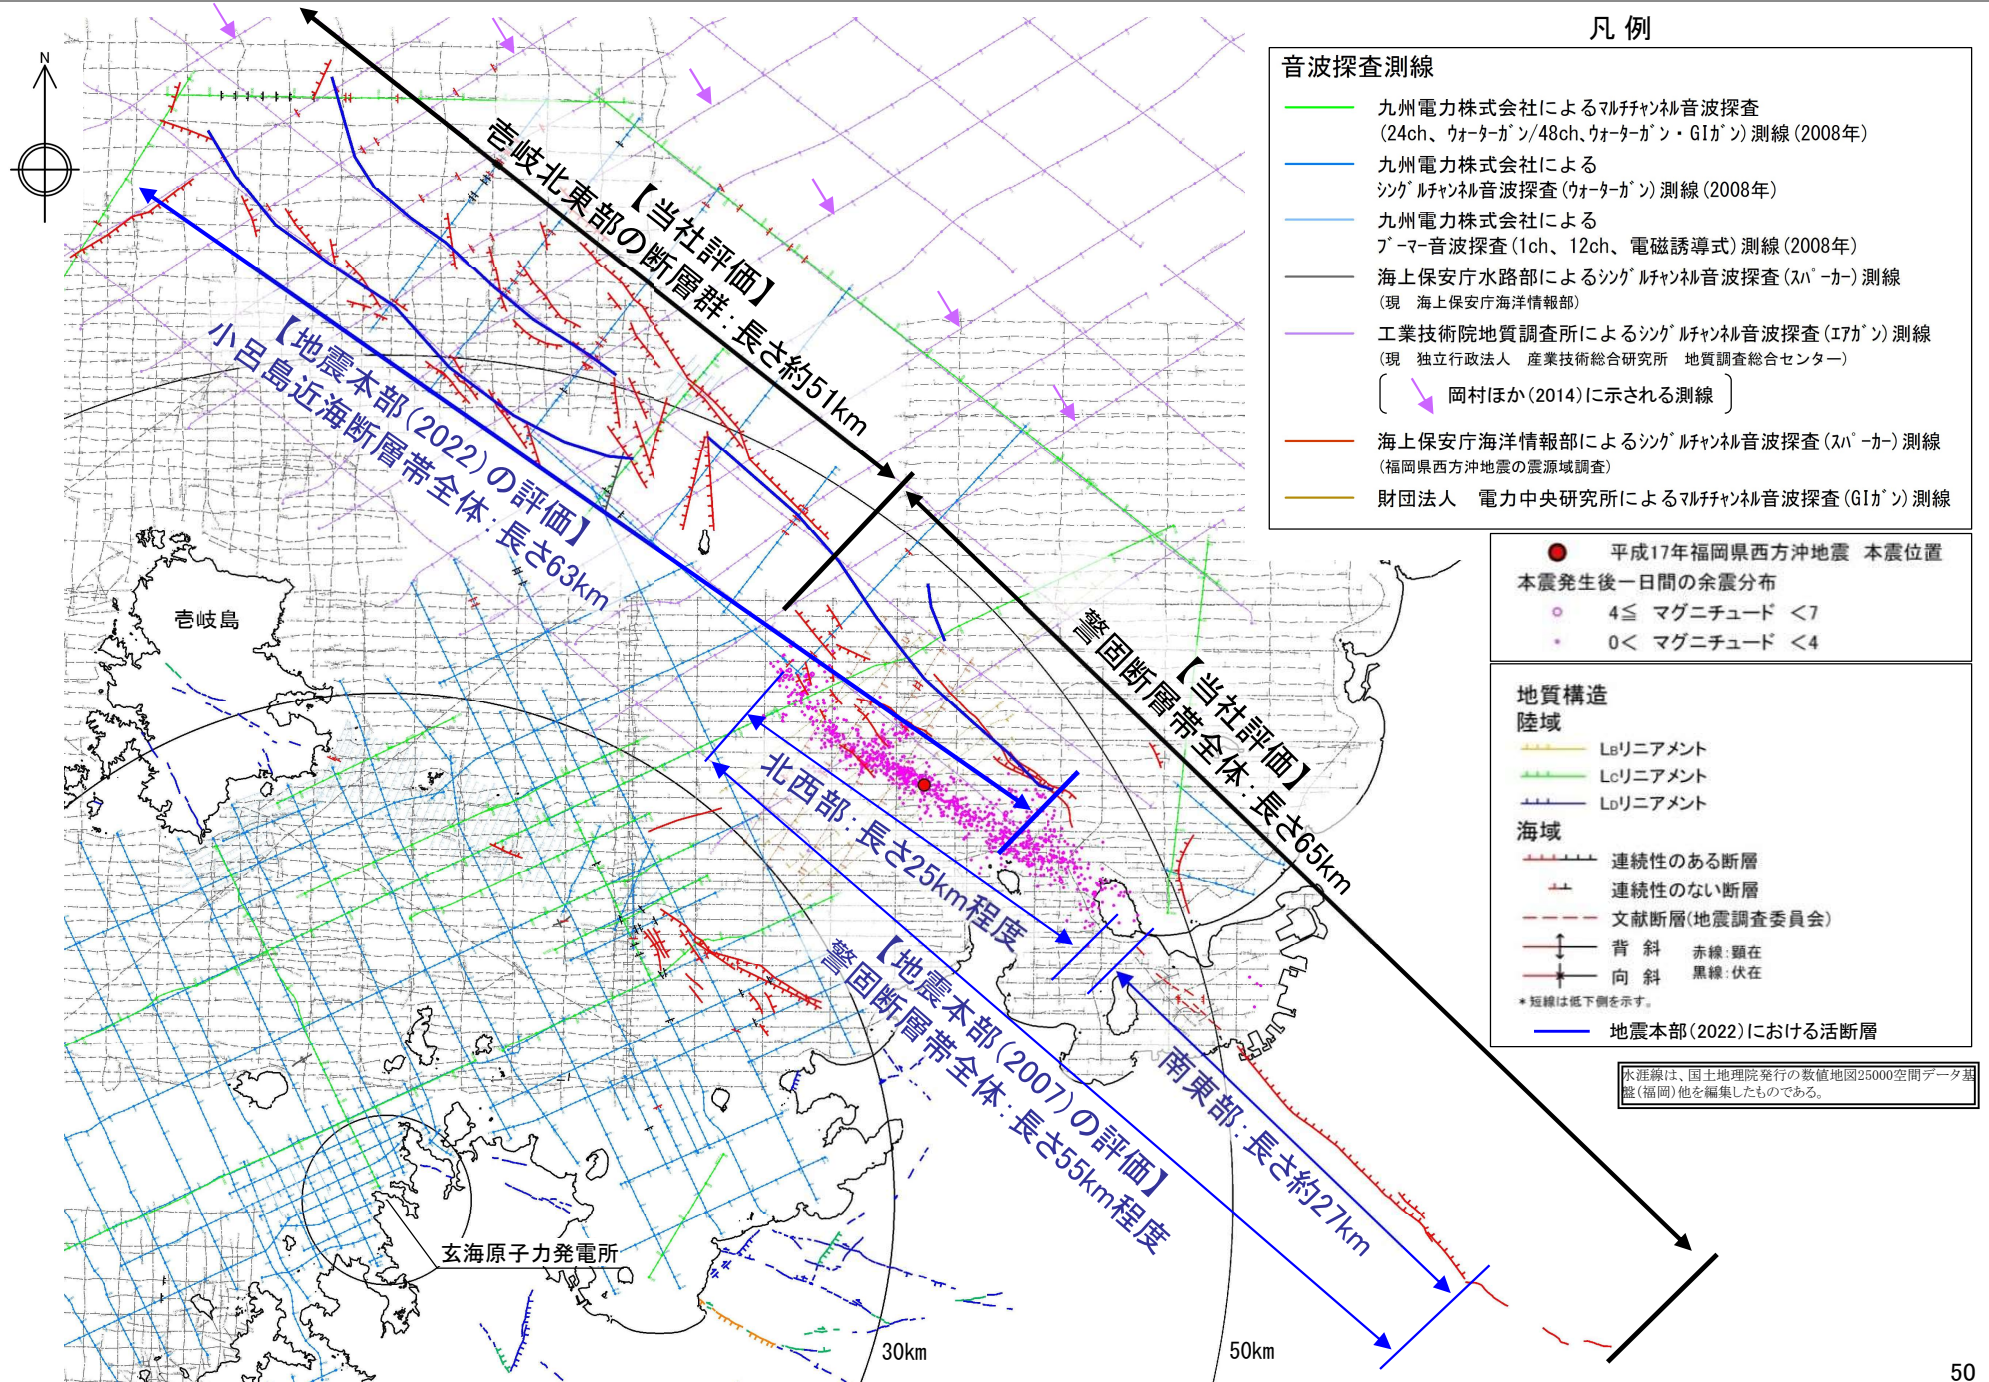 凡例
音波探査測線
九州電力株式会社によるマルチチャンネル音波探査
(24ch、ウォーターガン/48ch、ウォーターガン・GIガン)測線(2008年)
九州電力株式会社による
シングルチャンネル音波探査(ウォーターガン)測線(2008年)
九州電力株式会社による
ブーマー音波探査(1ch、12ch、電磁誘導式)測線(2008年)
海上保安庁水路部によるシングルチャンネル音波探査(スパーカー)測線
(現　海上保安庁海洋情報部)
工業技術院地質調査所によるシングルチャンネル音波探査(エアガン)測線
(現　独立行政法人　産業技術総合研究所　地質調査総合センター)
岡村ほか(2014)に示される測線
海上保安庁海洋情報部によるシングルチャンネル音波探査(スパーカー)測線
(福岡県西方沖地震の震源域調査)
財団法人　電力中央研究所によるマルチチャンネル音波探査(GIガン)測線
平成17年福岡県西方沖地震　本震位置
本震発生後一日間の余震分布
4≦　マグニチュード　<7
0<　マグニチュード　<4
地質構造
陸域
LBリニアメント
LCリニアメント
LDリニアメント
海域
連続性のある断層
連続性のない断層
文献断層(地震調査委員会)
背　斜　赤線:顕在
向　斜　黒線:伏在
*短線は低下側を示す。
地震本部(2022)における活断層
水涯線は、国土地理院発行の数値地図25000空間データ基
盤(福岡)他を編集したものである。
N
【当社評価】
壱岐北東部の断層群:長さ約51km
【地震本部(2022)の評価】
小呂島近海断層帯全体:長さ63km
【当社評価】
警固断層帯全体:長さ65km
壱岐島
北西部:長さ25km程度
【地震本部(2007)の評価】
警固断層帯全体:長さ55km程度
南東部:長さ約27km
玄海原子力発電所
30km
50km
50